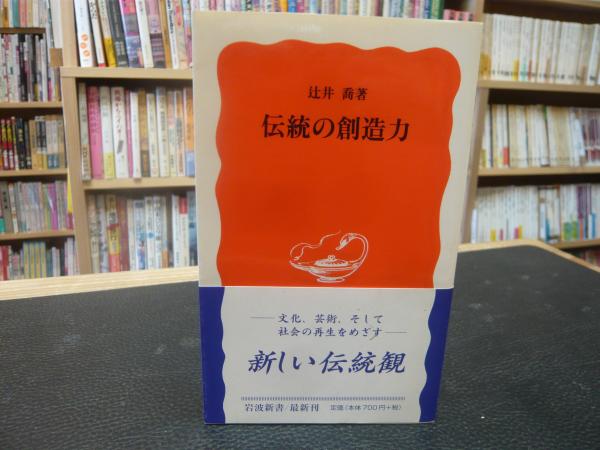 辻井 喬著
伝統の創造力
文化、芸術、そして
社会の再生をめざす
新しい伝統観
岩波新書/最新刊
定価(本体700円+税)